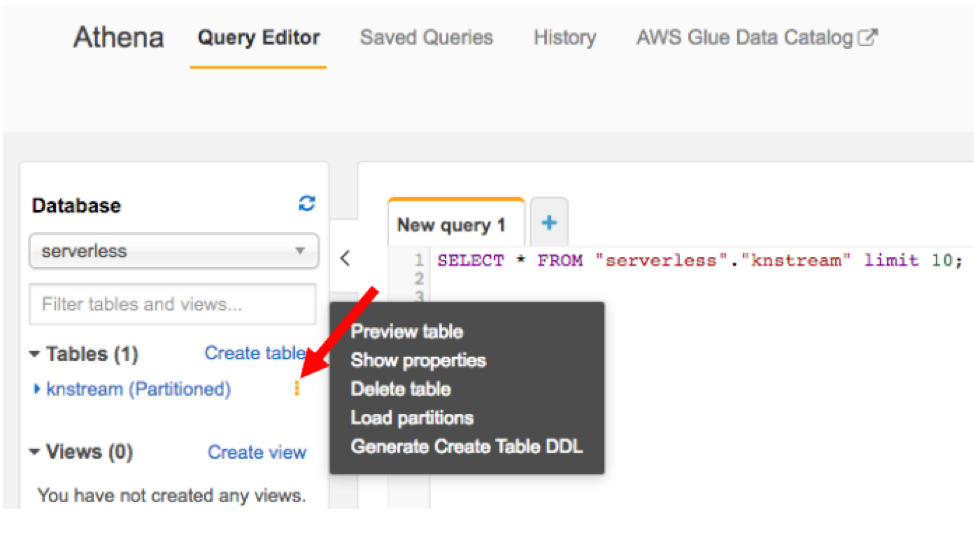 Athena Query Editor Saved Queries History AWS Glue Data Catalog
Database
serverless
Filter tables and views...
Tables (1) Create table
knstream (Partitioned)
Views (0) Create view
You have not created any views.
New query 1 +
1 SELECT * FROM "serverless"."knstream" limit 10;
2
3
Preview table
Show properties
Delete table
Load partitions
Generate Create Table DDL